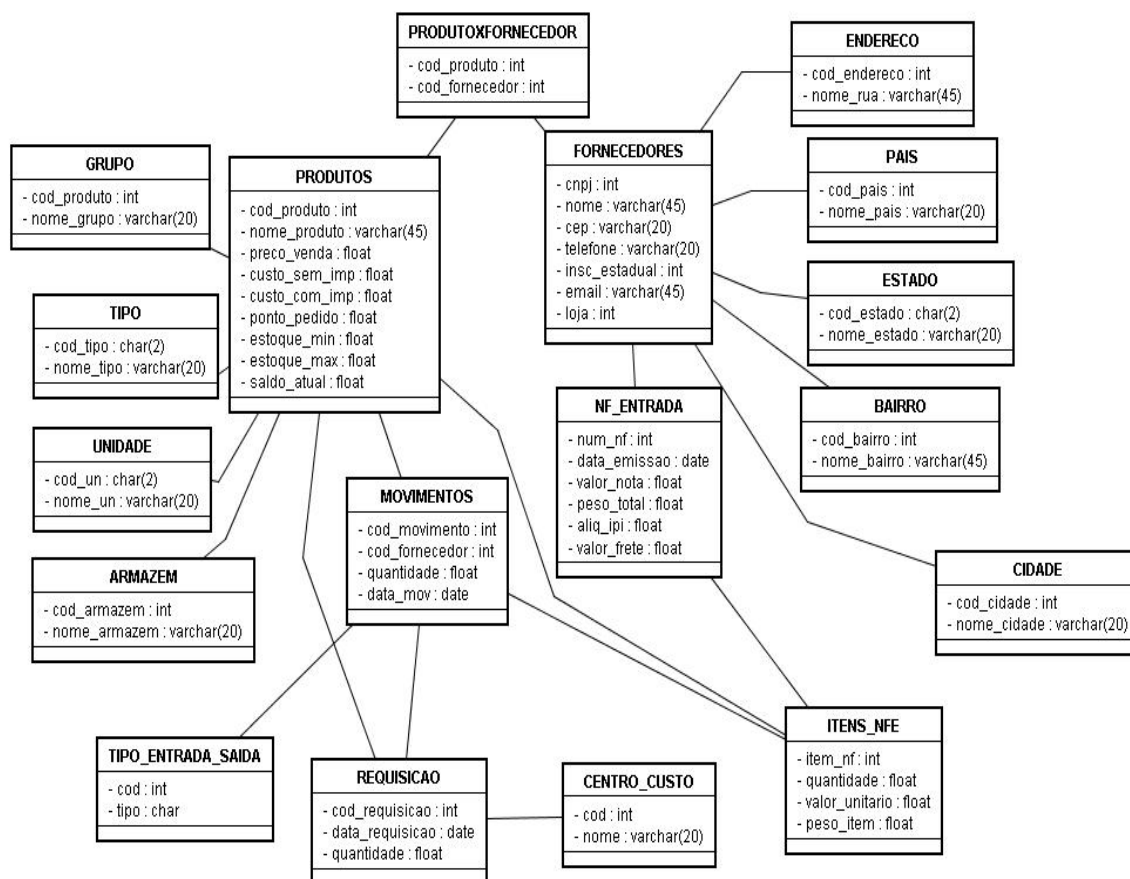 PRODUTOXFORNECEDOR
- cod_produto : int
- cod_fornecedor : int
ENDERECO
- cod_endereco : int
- nome_rua : varchar(45)
GRUPO
- cod_produto : int
- nome_grupo : varchar(20)
PRODUTOS
- cod_produto : int
- nome_produto : varchar(45)
- preco_venda : float
- custo_sem_imp : float
- custo_com_imp : float
- ponto_pedido : float
- estoque_min : float
- estoque_max : float
- saldo_atual : float
FORNECEDORES
- cnpj : int
- nome : varchar(45)
- cep : varchar(20)
- telefone : varchar(20)
- insc_estadual : int
- email : varchar(45)
- loja : int
PAIS
- cod_pais : int
- nome_pais : varchar(20)
ESTADO
- cod_estado : char(2)
- nome_estado : varchar(20)
TIPO
- cod_tipo : char(2)
- nome_tipo : varchar(20)
NF_ENTRADA
- num_nf : int
- data_emissao : date
- valor_nota : float
- peso_total : float
- aliq_ipi : float
- valor_frete : float
BAIRRO
- cod_bairro : int
- nome_bairro : varchar(45)
UNIDADE
- cod_un : char(2)
- nome_un : varchar(20)
MOVIMENTOS
- cod_movimento : int
- cod_fornecedor : int
- quantidade : float
- data_mov : date
ARMAZEM
- cod_armazem : int
- nome_armazem : varchar(20)
CIDADE
- cod_cidade : int
- nome_cidade : varchar(20)
TIPO_ENTRADA_SAIDA
- cod : int
- tipo : char
REQUISICAO
- cod_requisicao : int
- data_requisicao : date
- quantidade : float
CENTRO_CUSTO
- cod : int
- nome : varchar(20)
ITENS_NFE
- item_nf : int
- quantidade : float
- valor_unitario : float
- peso_item : float